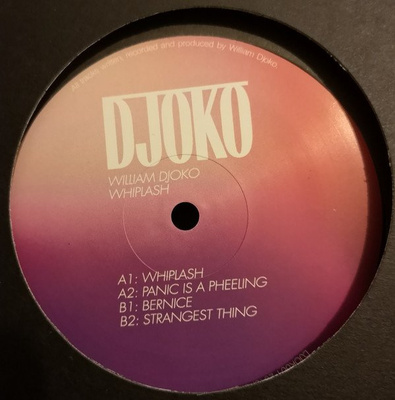 All tracks written, recorded and produced by William Djoko
DJOKO
WILLIAM DJOKO
WHIPLASH
A1: WHIPLASH
A2: PANIC IS A PHEELING
B1: BERNICE
B2: STRANGEST THING